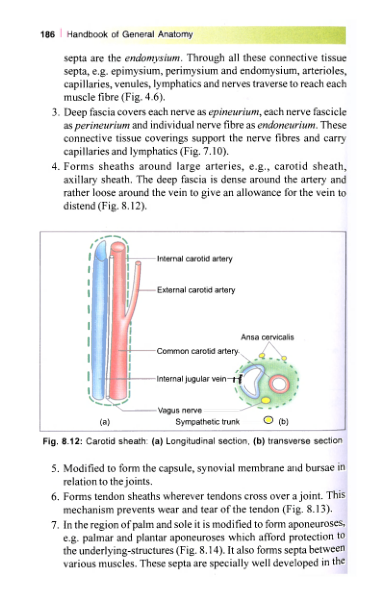 186 | Handbook of General Anatomy
septa are the endomysium. Through all these connective tissue
septa, e.g. epimysium, perimysium and endomysium, arterioles,
capillaries, venules, lymphatics and nerves traverse to reach each
muscle fibre (Fig. 4.6).
3. Deep fascia covers each nerve as epineurium, each nerve fascicle
as perineurium and individual nerve fibre as endoneurium. These
connective tissue coverings support the nerve fibres and carry
capillaries and lymphatics (Fig. 7.10).
4. Forms sheaths around large arteries, e.g., carotid sheath,
axillary sheath. The deep fascia is dense around the artery and
rather loose around the vein to give an allowance for the vein to
distend (Fig. 8.12).
Internal carotid artery
External carotid artery
Ansa cervicalis
Common carotid artery
Internal jugular vein
Vagus nerve
(a) Sympathetic trunk (b)
Fig. 8.12: Carotid sheath: (a) Longitudinal section, (b) transverse section
5. Modified to form the capsule, synovial membrane and bursae in
relation to the joints.
6. Forms tendon sheaths wherever tendons cross over a joint. This
mechanism prevents wear and tear of the tendon (Fig. 8.13).
7. In the region of palm and sole it is modified to form aponeuroses,
e.g. palmar and plantar aponeuroses which afford protection to
the underlying-structures (Fig. 8.14). It also forms septa between
various muscles. These septa are specially well developed in the